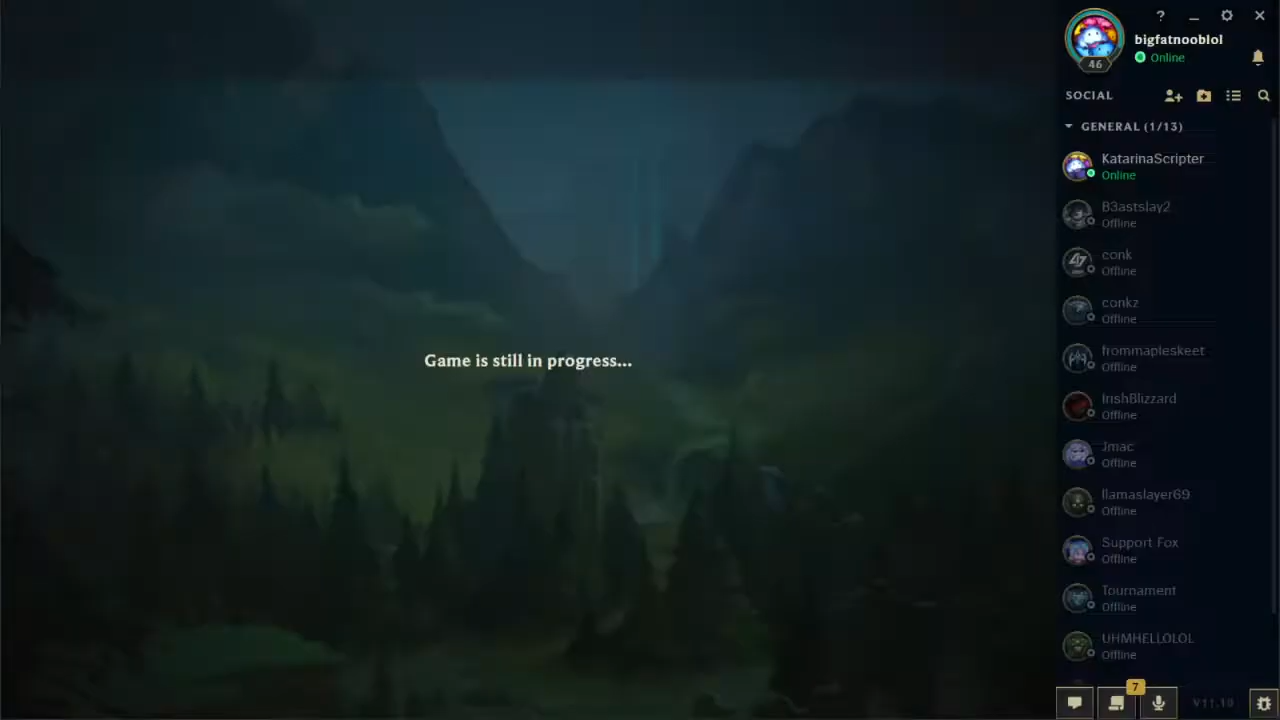 ?
bigfatnooblol
46
Online
SOCIAL
GENERAL (1/13)
KatarinaScripter
Online
B3astslay2
Offline
conk
Offline
conkz
Offline
frommapleskeet
Offline
IrishBlizzard
Offline
Jmac
Offline
llamaslayer69
Offline
Support Fox
Offline
Tournament
Offline
UHMHELLOLOL
Offline
Game is still in progress...
7
V11.10